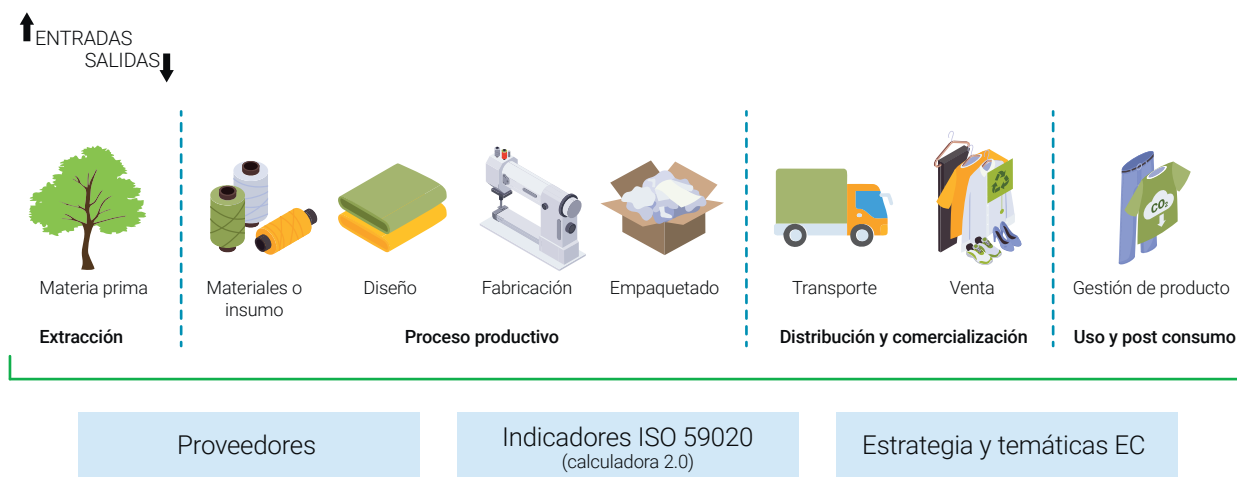 ENTRADAS
SALIDAS
CO₂
Materia prima
Materiales o
insumo
Diseño
Fabricación
Empaquetado
Transporte
Venta
Gestión de producto
Extracción
Proceso productivo
Distribución y comercialización
Uso y post consumo
Proveedores
Indicadores ISO 59020
(calculadora 2.0)
Estrategia y temáticas EC